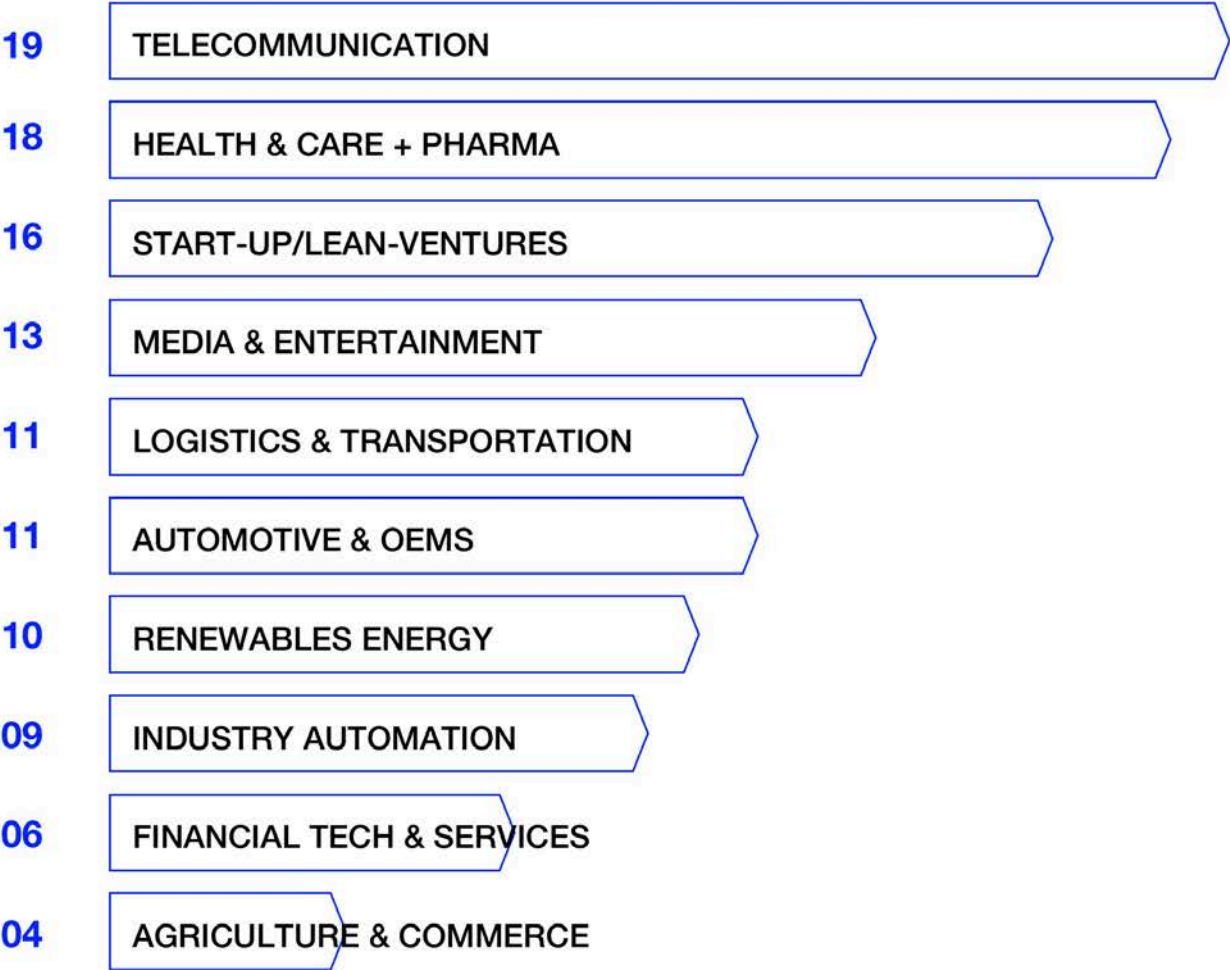 19 TELECOMMUNICATION
18 HEALTH & CARE + PHARMA
16 START-UP/LEAN-VENTURES
13 MEDIA & ENTERTAINMENT
11 LOGISTICS & TRANSPORTATION
11 AUTOMOTIVE & OEMS
10 RENEWABLES ENERGY
09 INDUSTRY AUTOMATION
06 FINANCIAL TECH & SERVICES
04 AGRICULTURE & COMMERCE